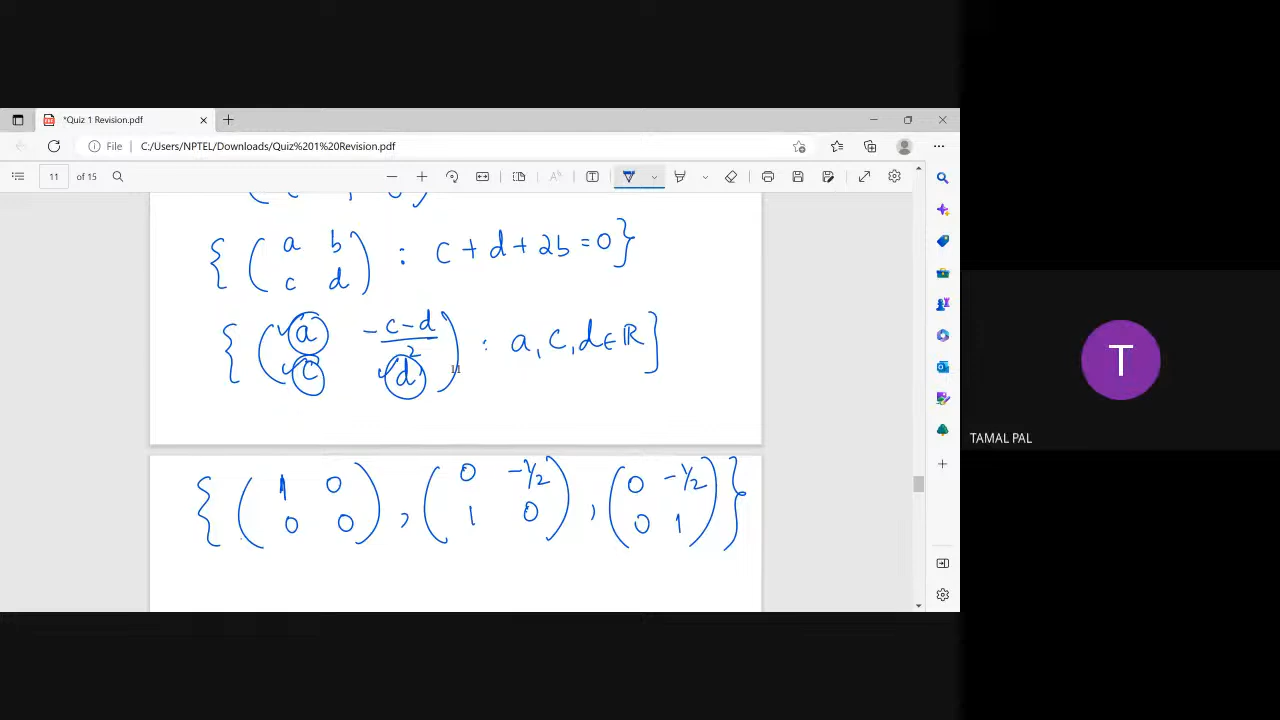 *Quiz 1 Revision.pdf
File C:/Users/NPTEL/Downloads/Quiz%201%20Revision.pdf
11 of 15
{ ( a b
c d ) : c + d + 2b = 0 }
{ ( a (-c-d)/2
c d ) : a, c, d ∈ ℝ }
{ ( 1 0
0 0 ) , ( 0 -1/2
1 0 ) , ( 0 -1/2
0 1 ) }
T
TAMAL PAL